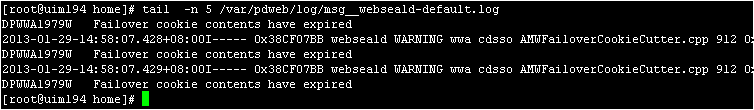 [root@uiml94 home]# tail  -n 5 /var/pdweb/log/msg__webseald-default.log
DPWWA1979W   Failover cookie contents have expired
2013-01-29-14:58:07.428+08:00I----- 0x38CF07BB webseald WARNING wwa cdsso AMWFailoverCookieCutter.cpp 912 0
DPWWA1979W   Failover cookie contents have expired
2013-01-29-14:58:07.429+08:00I----- 0x38CF07BB webseald WARNING wwa cdsso AMWFailoverCookieCutter.cpp 912 0
DPWWA1979W   Failover cookie contents have expired
[root@uiml94 home]#